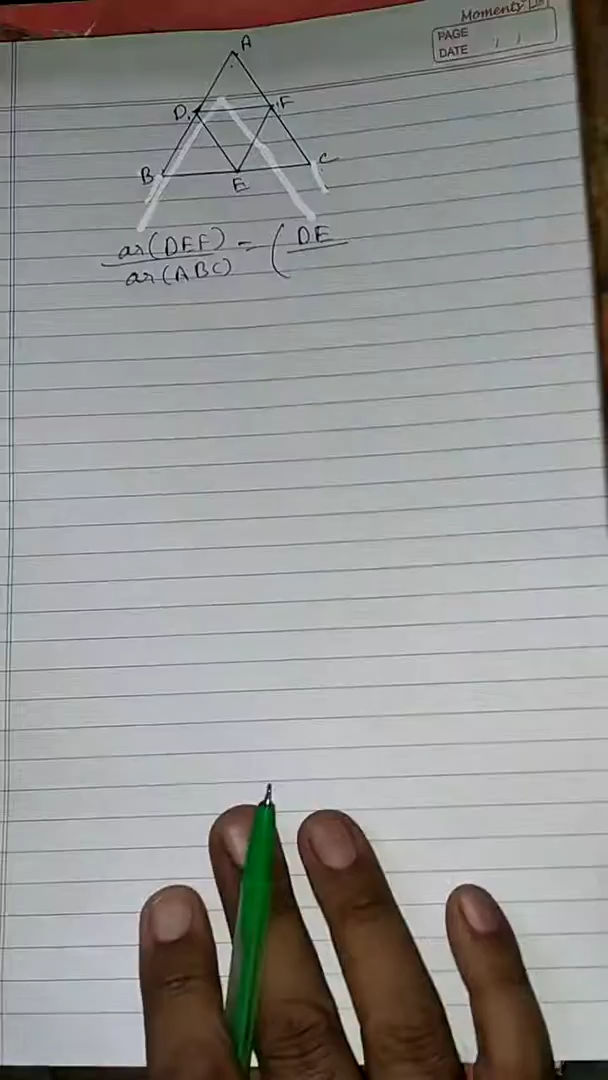 Moments
PAGE
DATE / /
A
D F
B E C
ar(DEF) = (DE
ar(ABC)